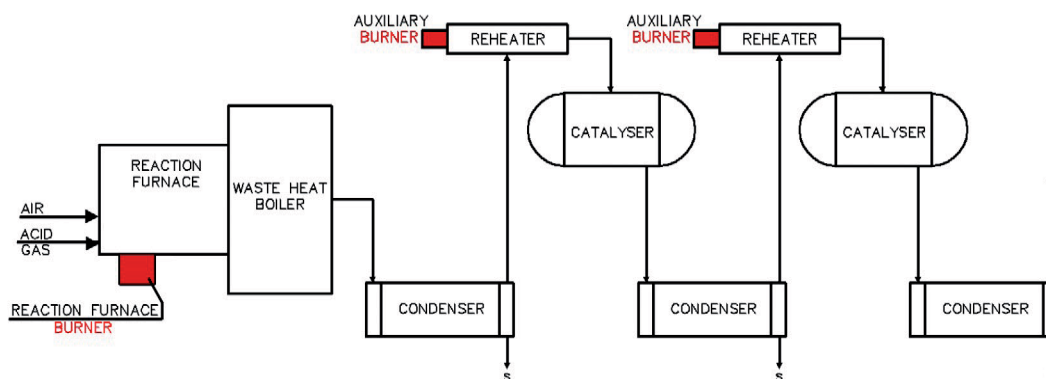 AUXILIARY
BURNER
REHEATER
AUXILIARY
BURNER
REHEATER
CATALYSER
CATALYSER
REACTION
FURNACE
WASTE HEAT
BOILER
AIR
ACID
GAS
REACTION FURNACE
BURNER
CONDENSER
CONDENSER
CONDENSER
S
S